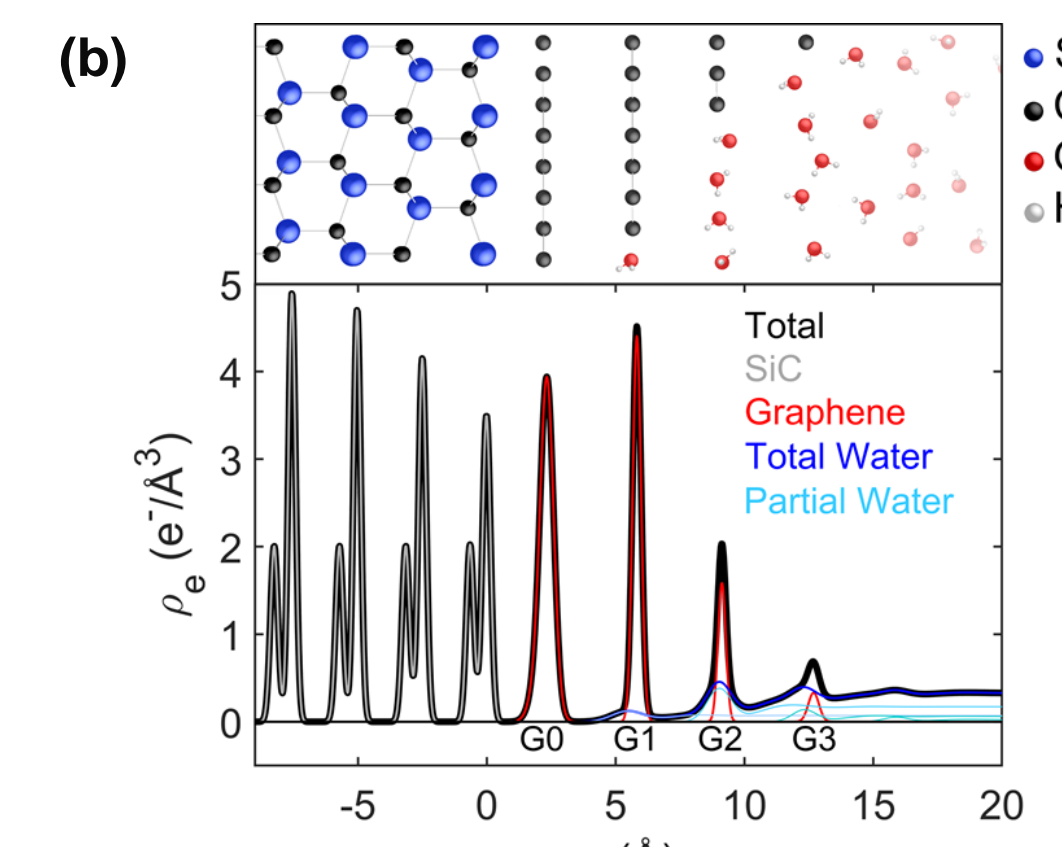 (b)
5
4
3
2
1
0
ρe (e-/Å3)
Total
SiC
Graphene
Total Water
Partial Water
G0 G1 G2 G3
-5 0 5 10 15 20